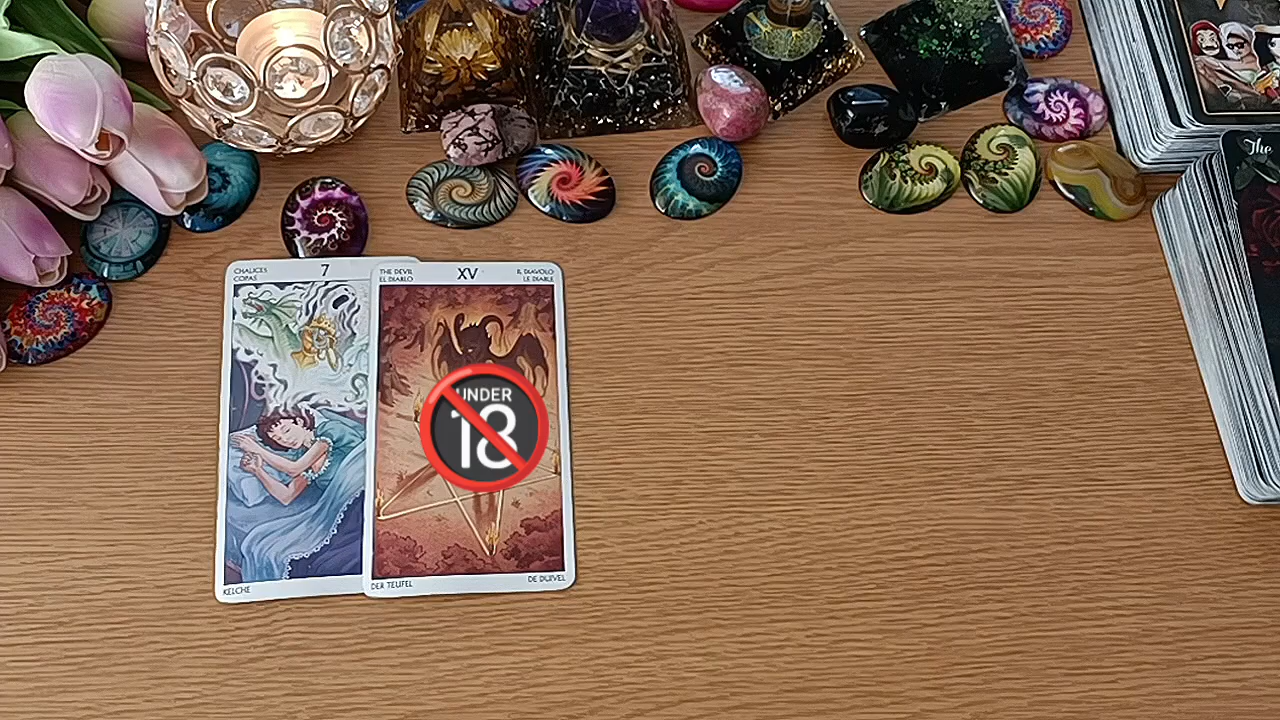 The
CHALICES
COPAS
7
KELCHE
THE DEVIL
EL DIABLO
XV
IL DIAVOLO
LE DIABLE
UNDER
18
DER TEUFEL
DE DUIVEL